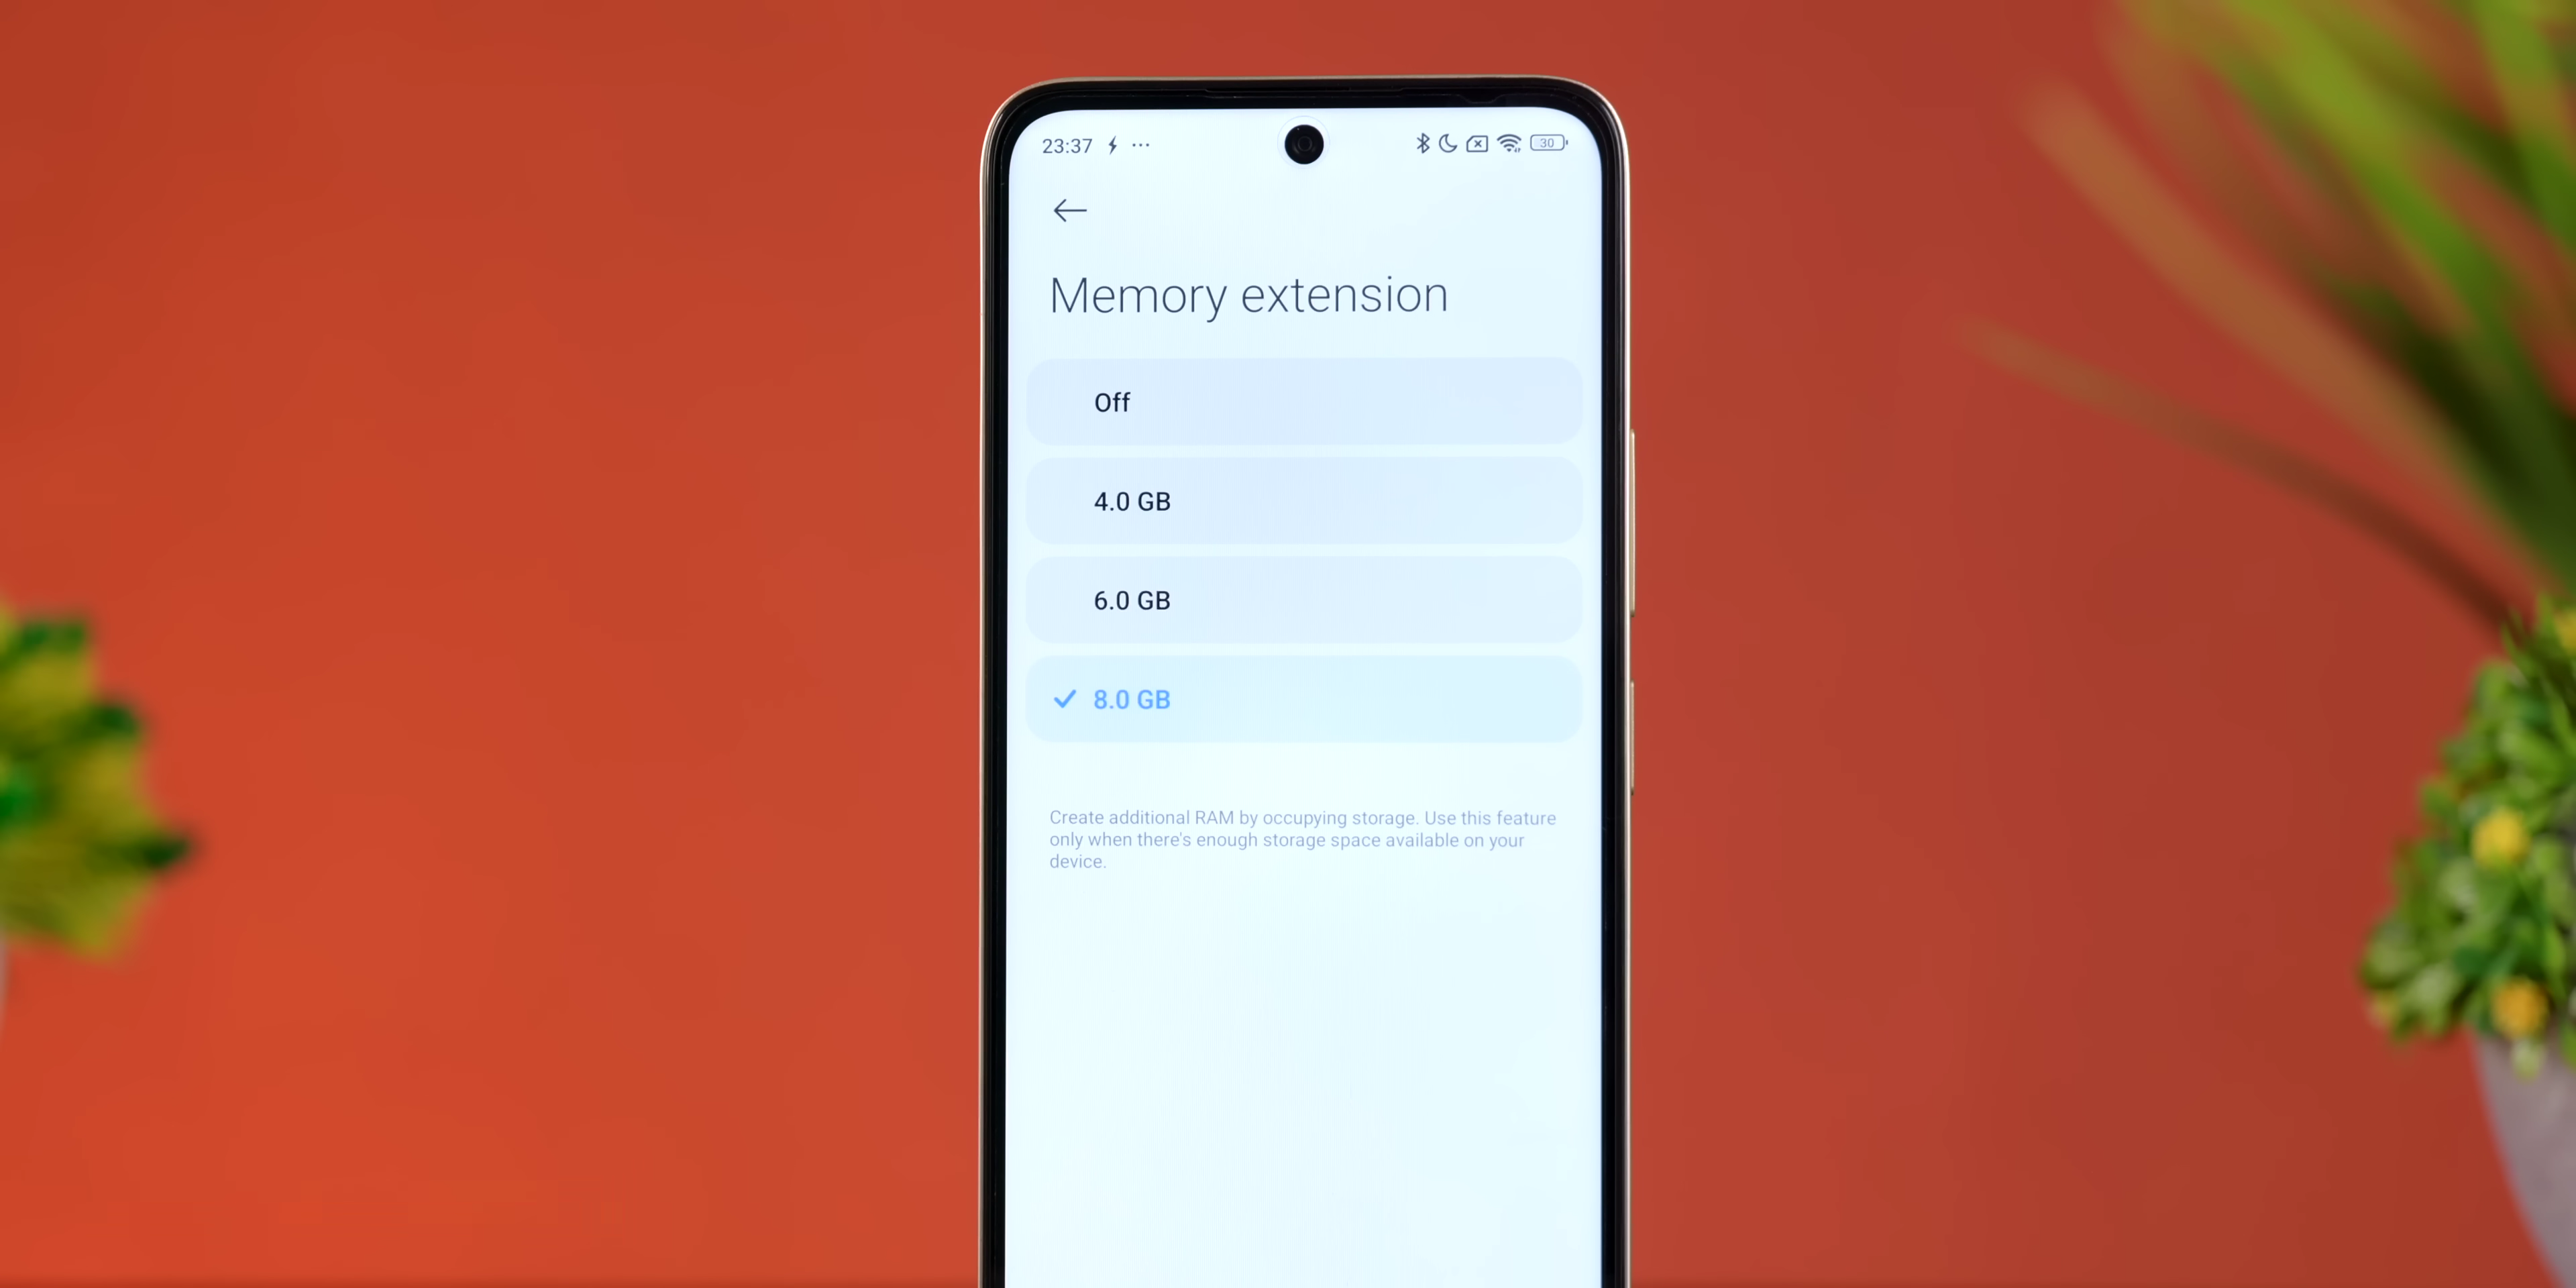 23:37 30
Memory extension
Off
4.0 GB
6.0 GB
8.0 GB
Create additional RAM by occupying storage. Use this feature
only when there's enough storage space available on your
device.